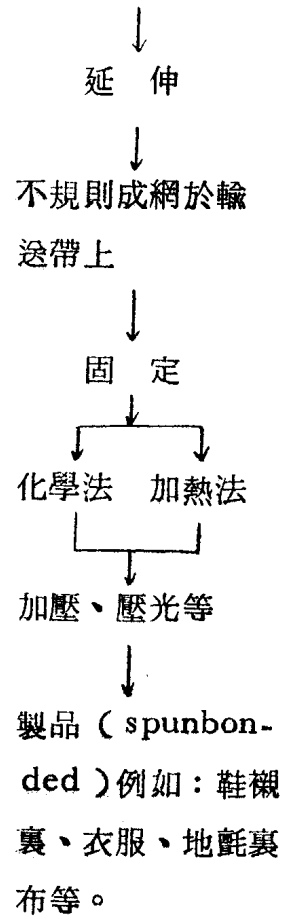 延 伸
不規則成網於輸
送帶上
固 定
化學法 加熱法
加壓、壓光等
製品(spunbon-
ded)例如:鞋襯
裏、衣服、地氈裏
布等。